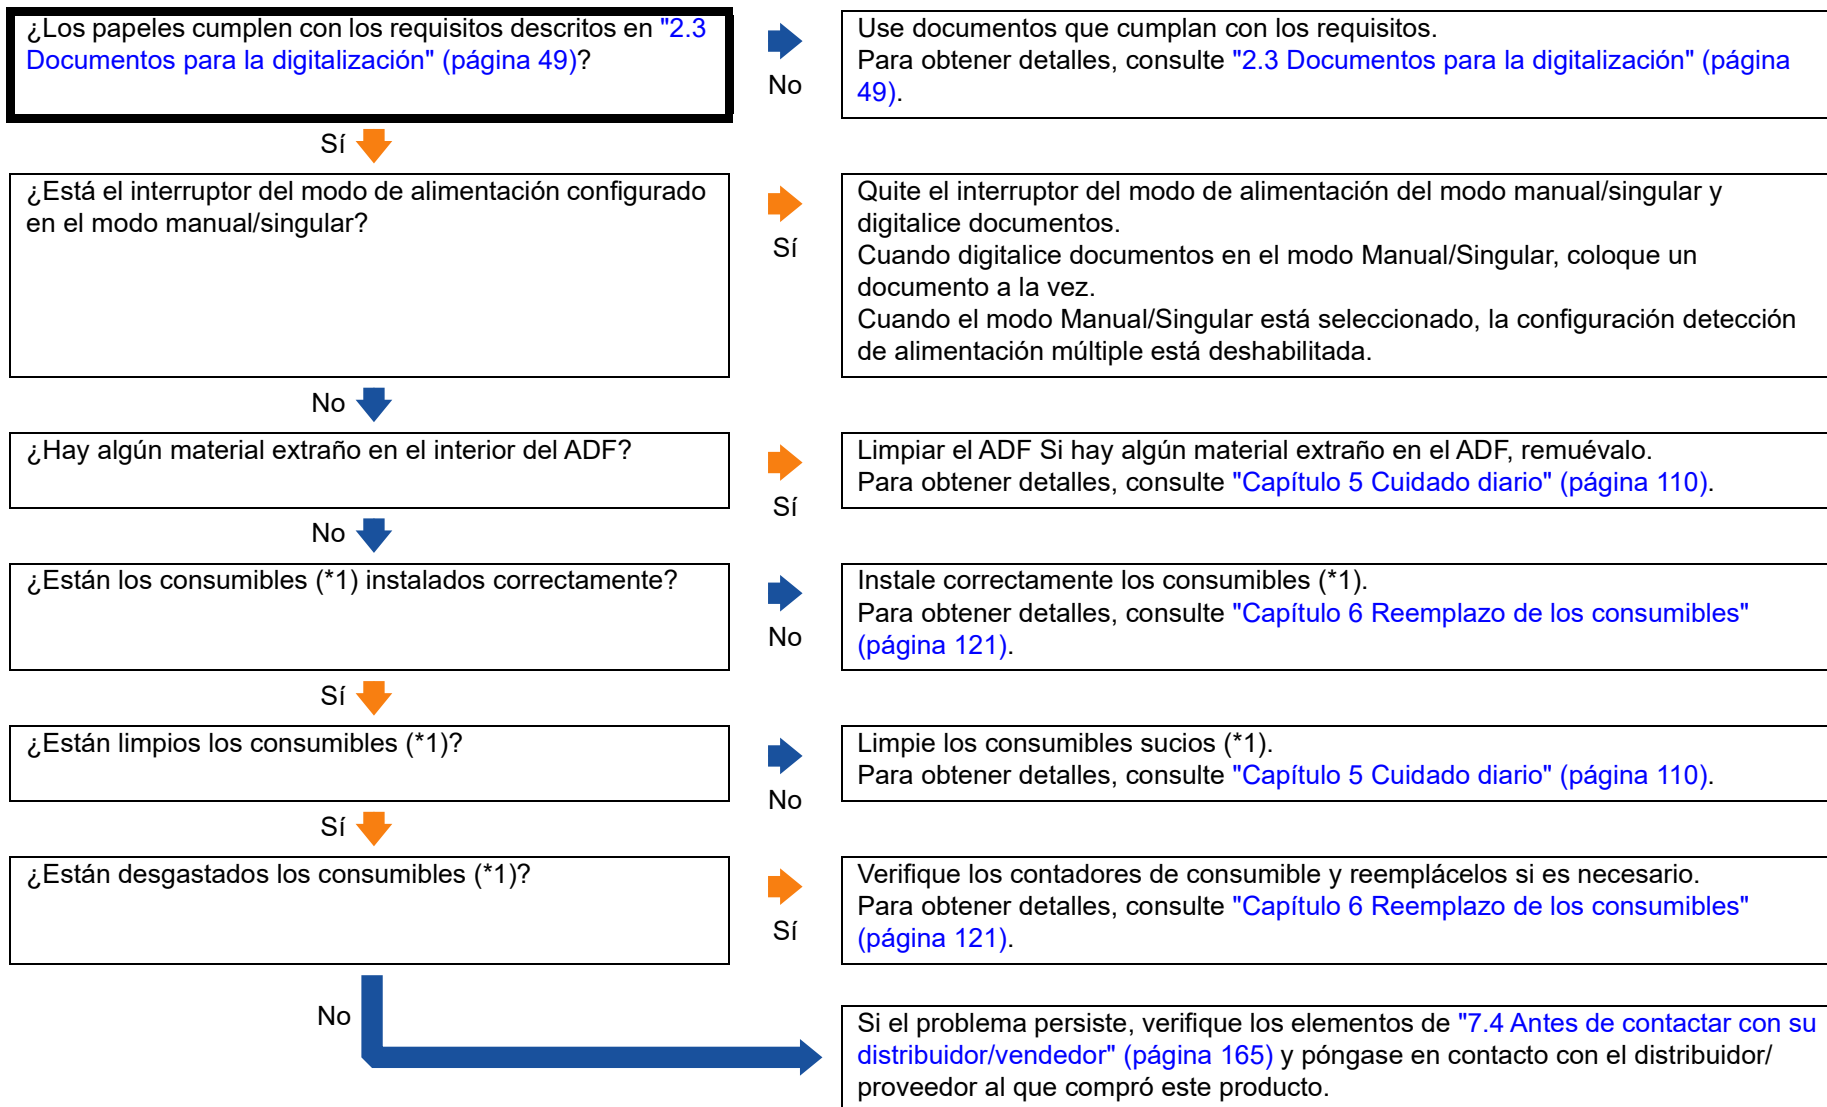 ¿Los papeles cumplen con los requisitos descritos en "2.3
Documentos para la digitalización" (página 49)?
No
Use documentos que cumplan con los requisitos.
Para obtener detalles, consulte "2.3 Documentos para la digitalización" (página
49).
Sí
¿Está el interruptor del modo de alimentación configurado
en el modo manual/singular?
Sí
Quite el interruptor del modo de alimentación del modo manual/singular y
digitalice documentos.
Cuando digitalice documentos en el modo Manual/Singular, coloque un
documento a la vez.
Cuando el modo Manual/Singular está seleccionado, la configuración detección
de alimentación múltiple está deshabilitada.
No
¿Hay algún material extraño en el interior del ADF?
Sí
Limpiar el ADF Si hay algún material extraño en el ADF, remuévalo.
Para obtener detalles, consulte "Capítulo 5 Cuidado diario" (página 110).
No
¿Están los consumibles (*1) instalados correctamente?
No
Instale correctamente los consumibles (*1).
Para obtener detalles, consulte "Capítulo 6 Reemplazo de los consumibles"
(página 121).
Sí
¿Están limpios los consumibles (*1)?
No
Limpie los consumibles sucios (*1).
Para obtener detalles, consulte "Capítulo 5 Cuidado diario" (página 110).
Sí
¿Están desgastados los consumibles (*1)?
Sí
Verifique los contadores de consumible y reemplácelos si es necesario.
Para obtener detalles, consulte "Capítulo 6 Reemplazo de los consumibles"
(página 121).
No
Si el problema persiste, verifique los elementos de "7.4 Antes de contactar con su
distribuidor/vendedor" (página 165) y póngase en contacto con el distribuidor/
proveedor al que compró este producto.